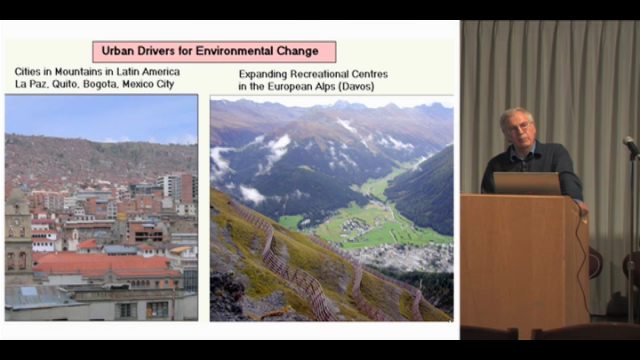 Urban Drivers for Environmental Change
Cities in Mountains in Latin America
La Paz, Quito, Bogota, Mexico City
Expanding Recreational Centres
in the European Alps (Davos)